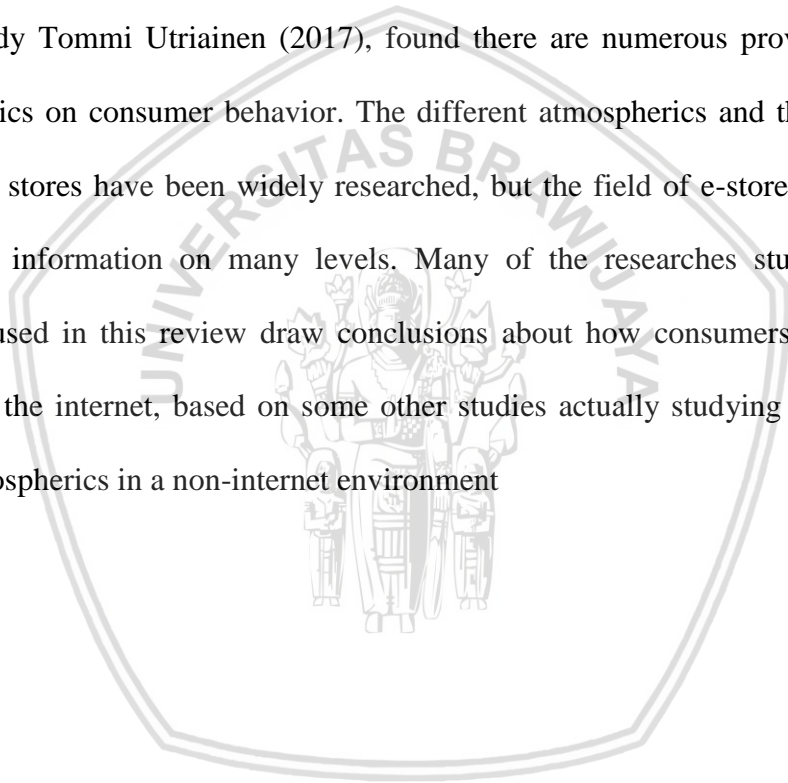 dy Tommi Utriainen (2017), found there are numerous prov
ics on consumer behavior. The different atmospherics and th
stores have been widely researched, but the field of e-store
information on many levels. Many of the researches stu
used in this review draw conclusions about how consumers
the internet, based on some other studies actually studying
ospherics in a non-internet environment
UNIVERSITAS BRAWIJAYA